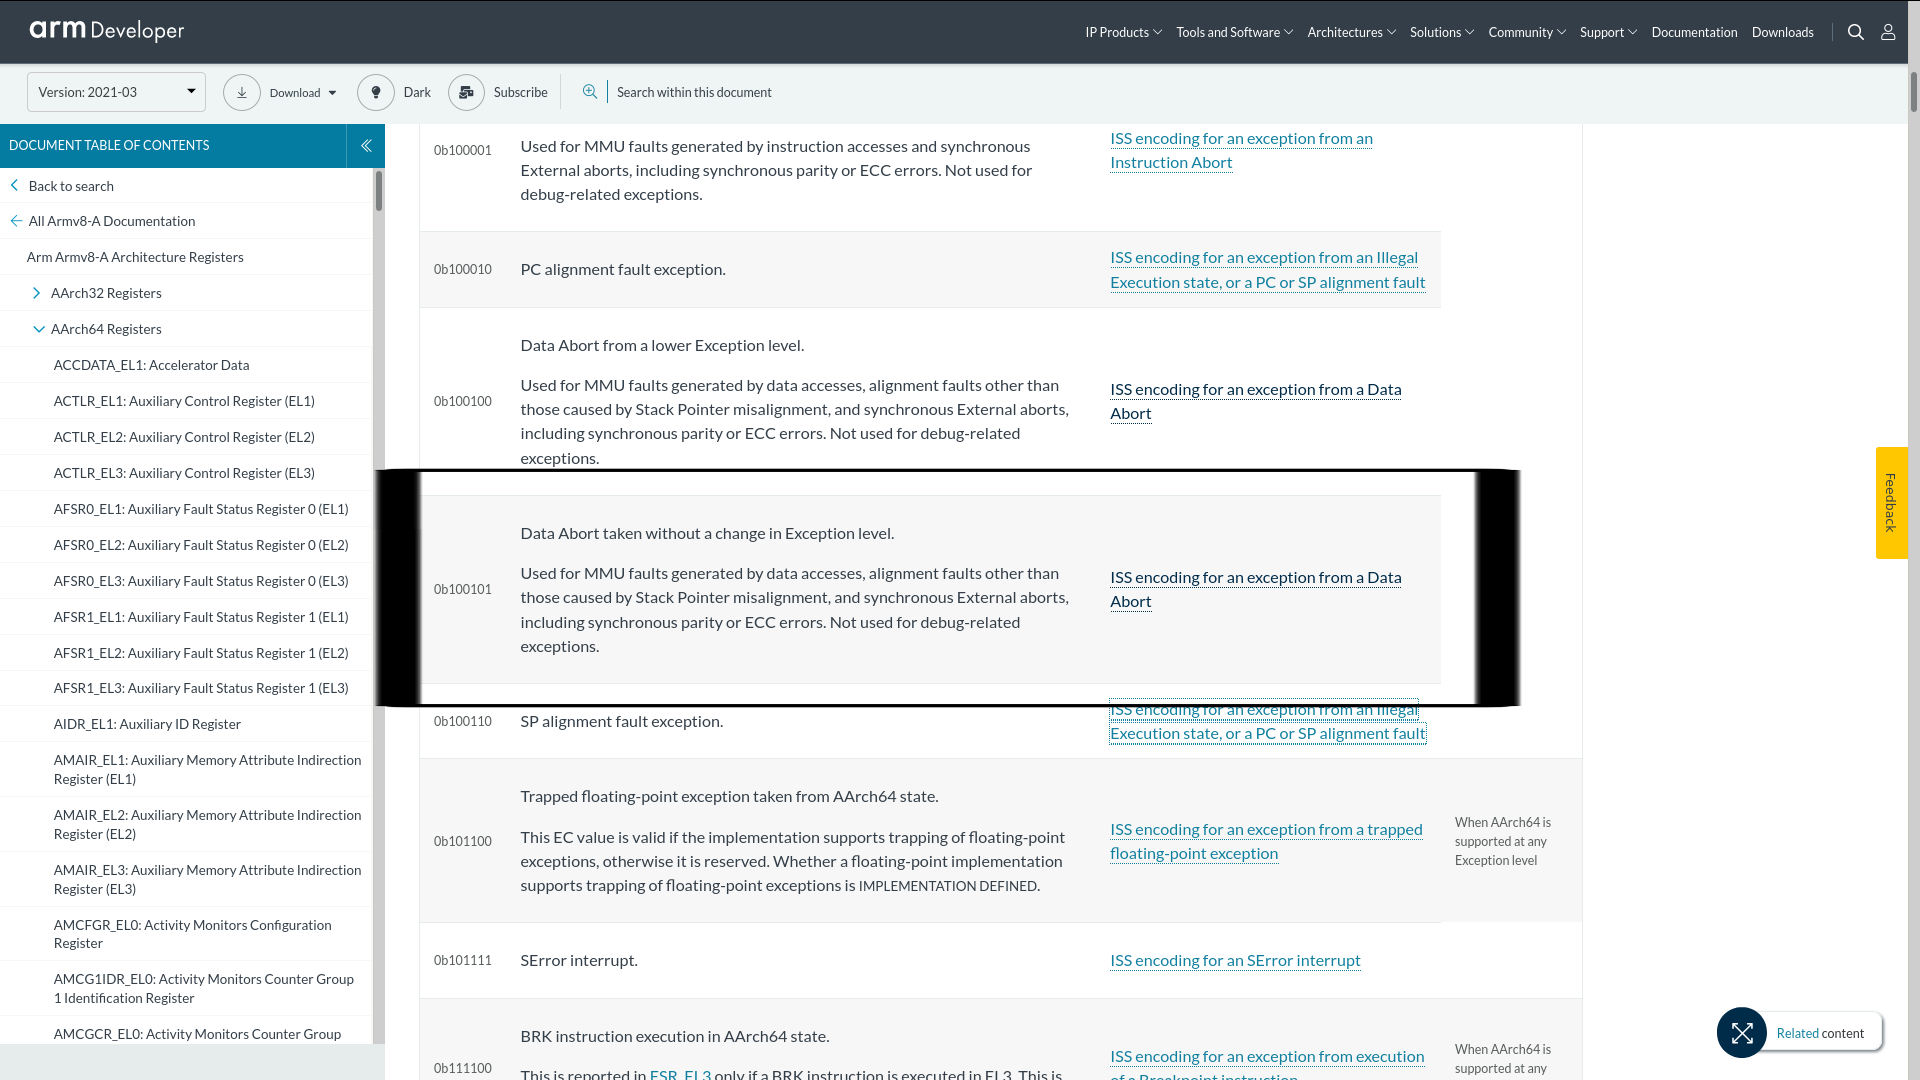 arm Developer
IP Products Tools and Software Architectures Solutions Community Support Documentation Downloads
Version: 2021-03 Download Dark Subscribe Search within this document
DOCUMENT TABLE OF CONTENTS
Back to search
All Armv8-A Documentation
Arm Armv8-A Architecture Registers
AArch32 Registers
AArch64 Registers
ACCDATA_EL1: Accelerator Data
ACTLR_EL1: Auxiliary Control Register (EL1)
ACTLR_EL2: Auxiliary Control Register (EL2)
ACTLR_EL3: Auxiliary Control Register (EL3)
AFSR0_EL1: Auxiliary Fault Status Register 0 (EL1)
AFSR0_EL2: Auxiliary Fault Status Register 0 (EL2)
AFSR0_EL3: Auxiliary Fault Status Register 0 (EL3)
AFSR1_EL1: Auxiliary Fault Status Register 1 (EL1)
AFSR1_EL2: Auxiliary Fault Status Register 1 (EL2)
AFSR1_EL3: Auxiliary Fault Status Register 1 (EL3)
AIDR_EL1: Auxiliary ID Register
AMAIR_EL1: Auxiliary Memory Attribute Indirection
Register (EL1)
AMAIR_EL2: Auxiliary Memory Attribute Indirection
Register (EL2)
AMAIR_EL3: Auxiliary Memory Attribute Indirection
Register (EL3)
AMCFGR_EL0: Activity Monitors Configuration
Register
AMCG1IDR_EL0: Activity Monitors Counter Group
1 Identification Register
AMCGCR_EL0: Activity Monitors Counter Group
0b100001
Used for MMU faults generated by instruction accesses and synchronous
External aborts, including synchronous parity or ECC errors. Not used for
debug-related exceptions.
ISS encoding for an exception from an
Instruction Abort
0b100010
PC alignment fault exception.
ISS encoding for an exception from an Illegal
Execution state, or a PC or SP alignment fault
0b100100
Data Abort from a lower Exception level.
Used for MMU faults generated by data accesses, alignment faults other than
those caused by Stack Pointer misalignment, and synchronous External aborts,
including synchronous parity or ECC errors. Not used for debug-related
exceptions.
ISS encoding for an exception from a Data
Abort
0b100101
Data Abort taken without a change in Exception level.
Used for MMU faults generated by data accesses, alignment faults other than
those caused by Stack Pointer misalignment, and synchronous External aborts,
including synchronous parity or ECC errors. Not used for debug-related
exceptions.
ISS encoding for an exception from a Data
Abort
0b100110
SP alignment fault exception.
ISS encoding for an exception from an Illegal
Execution state, or a PC or SP alignment fault
0b101100
Trapped floating-point exception taken from AArch64 state.
This EC value is valid if the implementation supports trapping of floating-point
exceptions, otherwise it is reserved. Whether a floating-point implementation
supports trapping of floating-point exceptions is IMPLEMENTATION DEFINED.
ISS encoding for an exception from a trapped
floating-point exception
When AArch64 is
supported at any
Exception level
0b101111
SError interrupt.
ISS encoding for an SError interrupt
0b111100
BRK instruction execution in AArch64 state.
This is reported in ESR_EL3 only if a BRK instruction is executed in EL3. This is
ISS encoding for an exception from execution
of a Breakpoint instruction
When AArch64 is
supported at any
Feedback
Related content